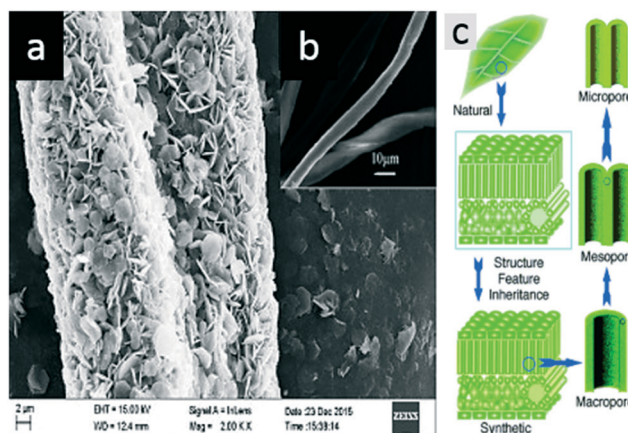 a
b
10μm
2 μm
EHT = 15.00 kV
WD = 12.4 mm
Signal A = InLens
Mag = 2.00 K X
Date :23 Dec 2015
Time :15:38:14
ZEISS
c
Natural
Structure
Feature
Inheritance
Synthetic
Micropore
Mesopore
Macropore